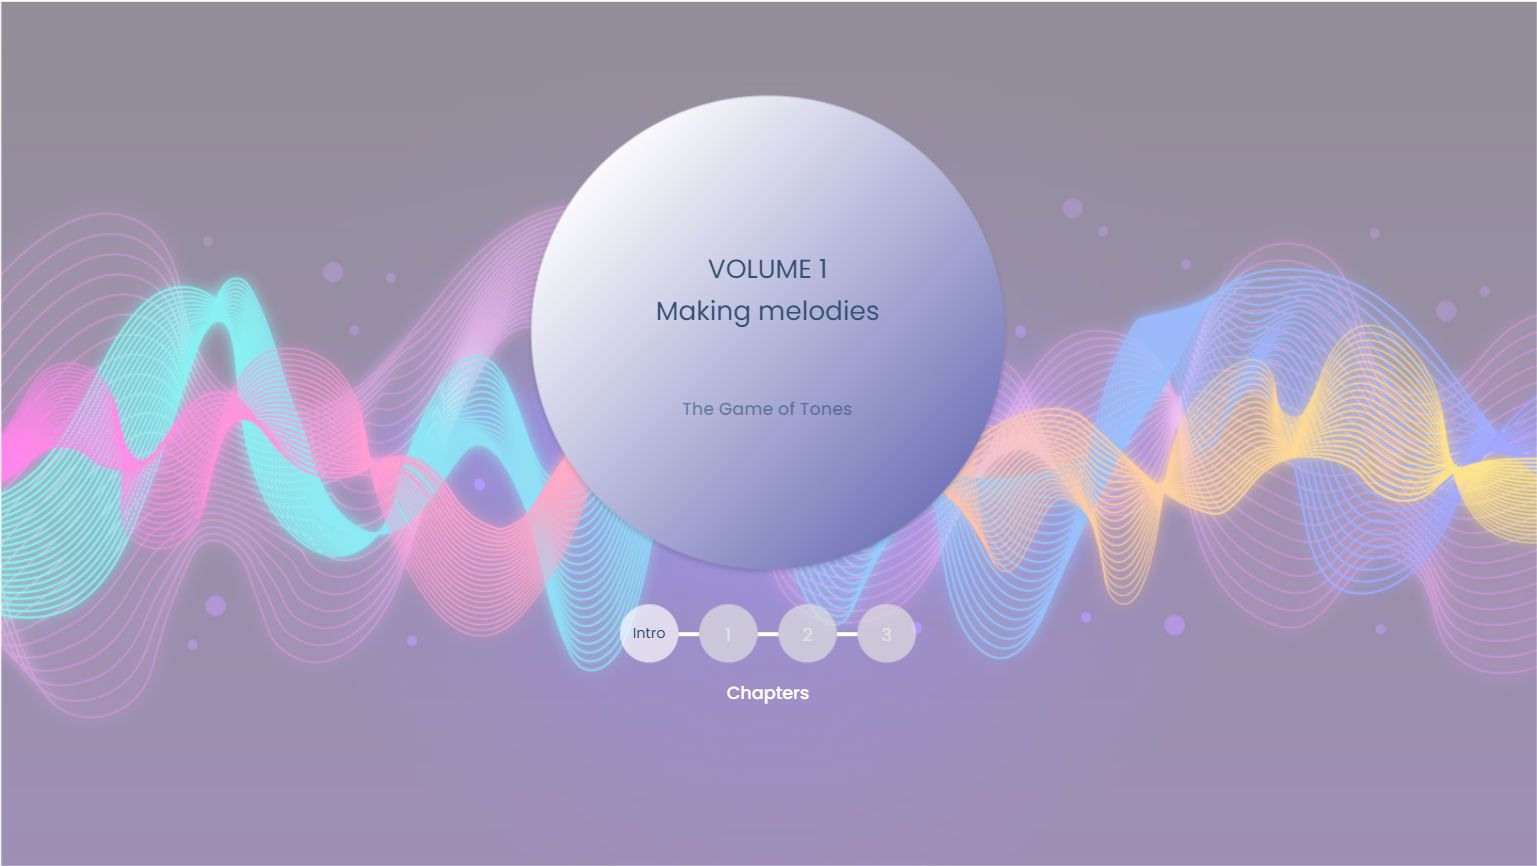 VOLUME 1
Making melodies
The Game of Tones
Intro 1 2 3
Chapters